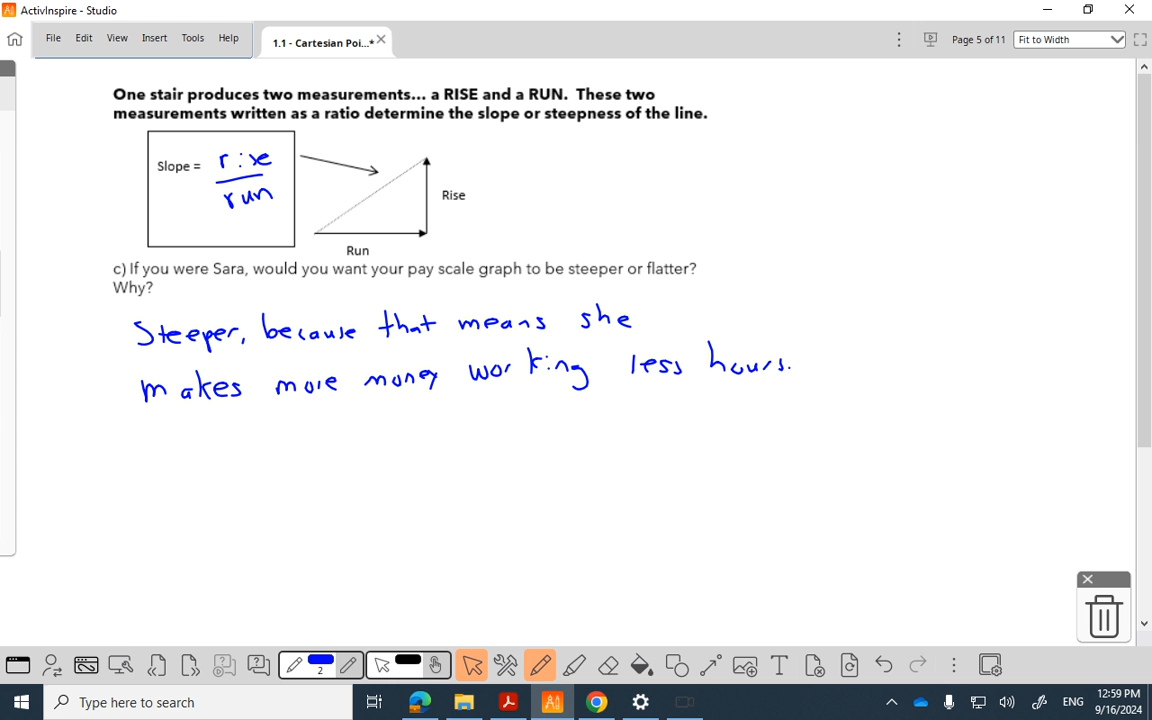 ActivInspire - Studio
File Edit View Insert Tools Help
1.1 - Cartesian Poi...*
Page 5 of 11
Fit to Width
One stair produces two measurements... a RISE and a RUN. These two
measurements written as a ratio determine the slope or steepness of the line.
Slope =
rise
run
Rise
Run
c) If you were Sara, would you want your pay scale graph to be steeper or flatter?
Why?
Steeper, because that means she
makes more money working less hours.
2
Type here to search
ENG
12:59 PM
9/16/2024